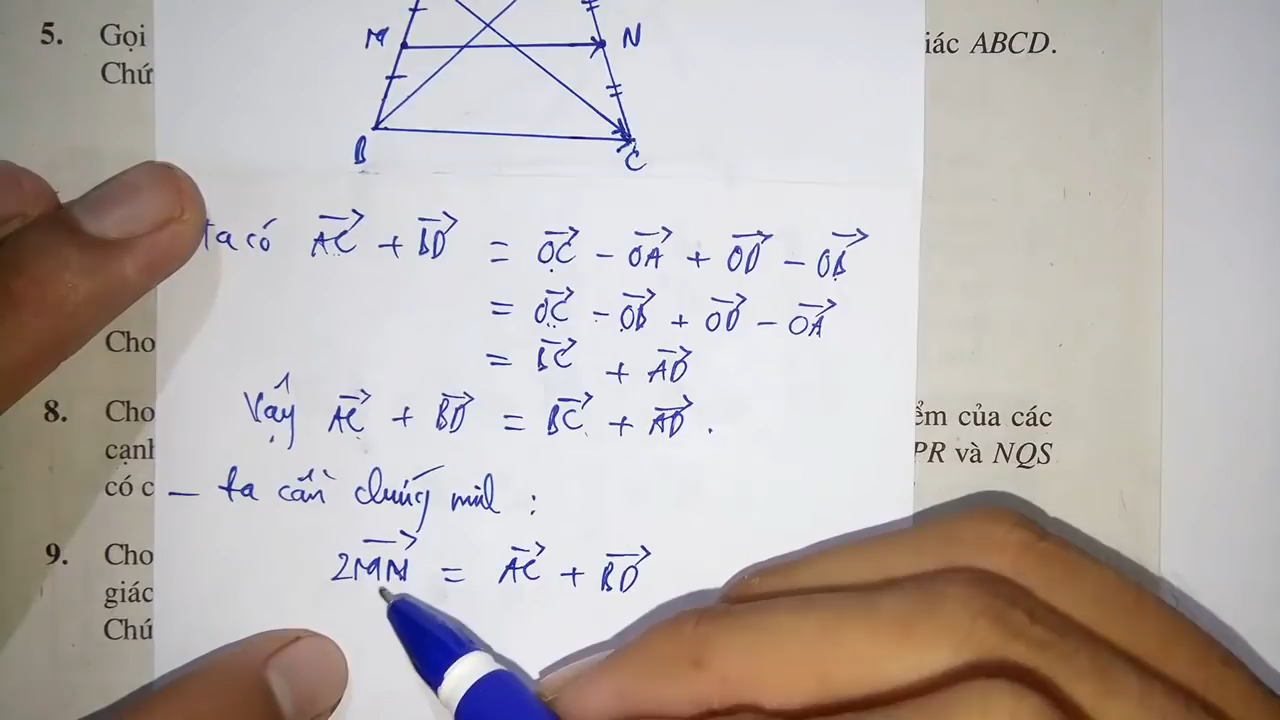 5. Gọi iác ABCD.
Chứ
M N
B C
ta có AC + BD = OC - OA + OD - OB
= OC - OB + OD - OA
Cho
= BC + AD
8. Cho Vậy AC + BD = BC + AD. ểm của các
cạnh PR và NQS
có c — ta cần chứng minh :
9. Cho 2MN = AC + BD
giác
Chứ